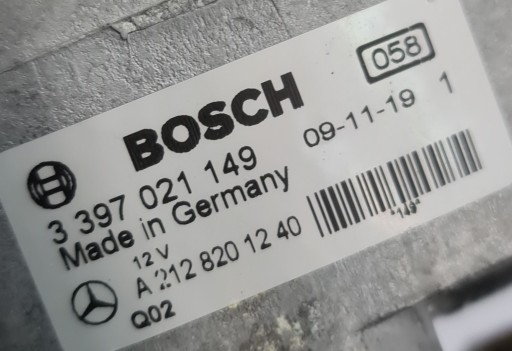 058
BOSCH
09-11-19 1
3 397 021 149
Made in Germany
12 V
A 212 820 12 40
*149*
Q02